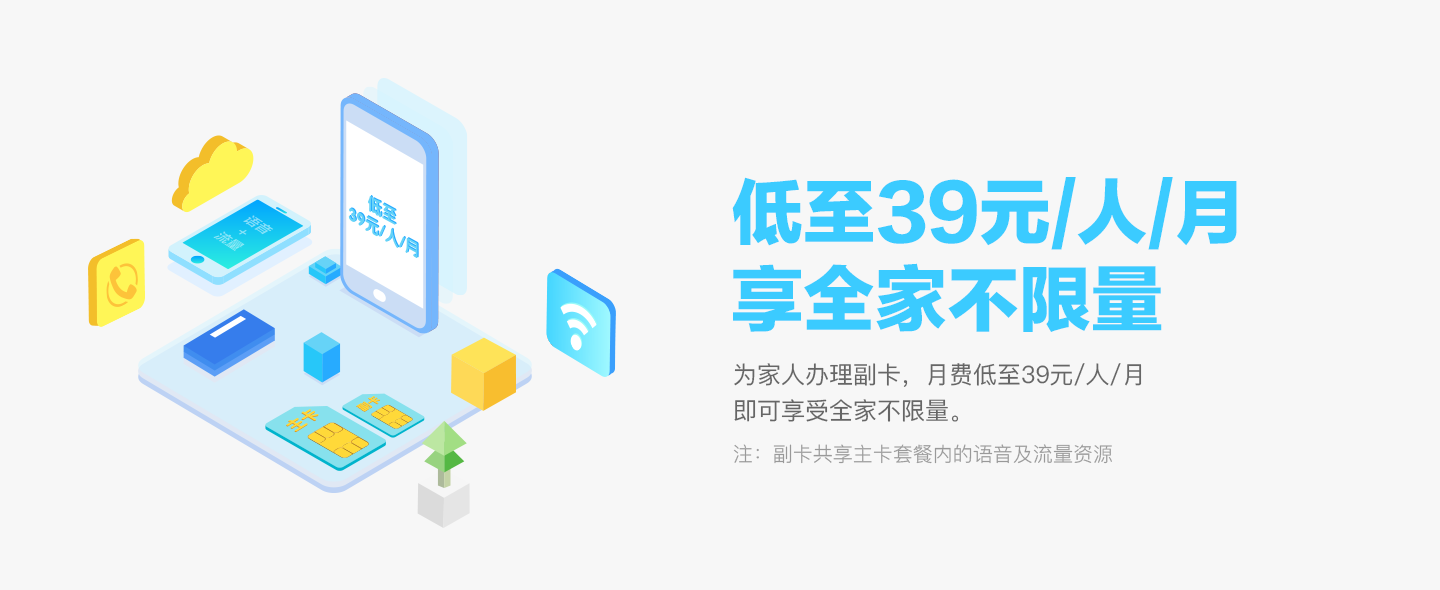 语音
+
流量
低至
39元/人/月
主卡
副卡
低至39元/人/月
享全家不限量
为家人办理副卡，月费低至39元/人/月
即可享受全家不限量。
注：副卡共享主卡套餐内的语音及流量资源